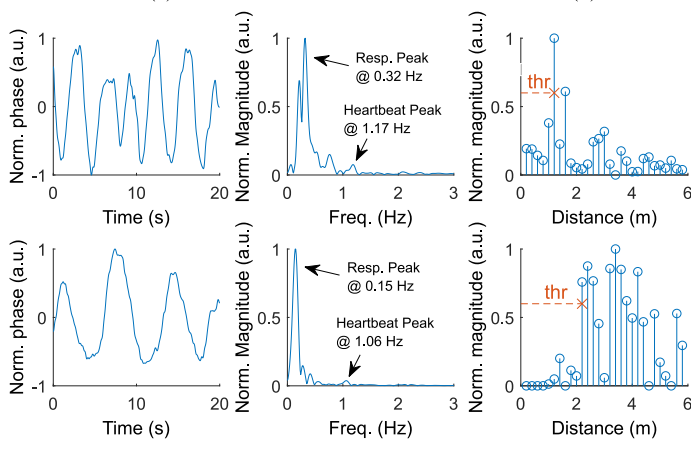 Norm. phase (a.u.)
1
0
-1
0
10
20
Time (s)
Norm. Magnitude (a.u.)
1
0.5
0
Resp. Peak
@ 0.32 Hz
Heartbeat Peak
@ 1.17 Hz
0
1
2
3
Freq. (Hz)
Norm. magnitude (a.u.)
1
0.5
0
thr
0
2
4
6
Distance (m)
Norm. phase (a.u.)
1
0
-1
0
10
20
Time (s)
Norm. Magnitude (a.u.)
1
0.5
0
Resp. Peak
@ 0.15 Hz
Heartbeat Peak
@ 1.06 Hz
0
1
2
3
Freq. (Hz)
Norm. magnitude (a.u.)
1
0.5
0
thr
0
2
4
6
Distance (m)